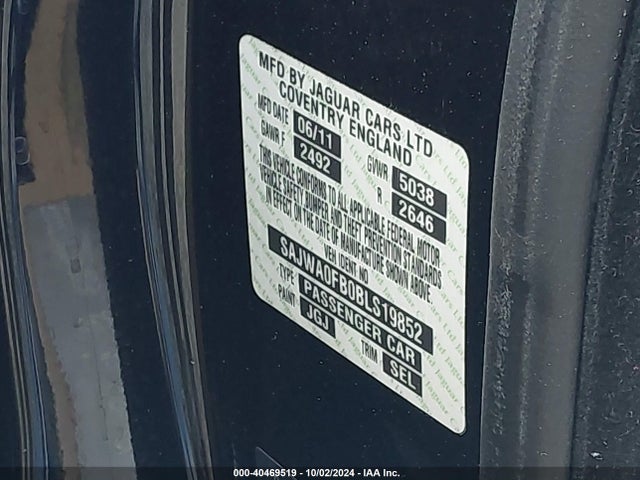 MFD BY JAGUAR CARS LTD
COVENTRY ENGLAND
MFD DATE 06/11 GVWR 5038
GAWR F 2492 R 2646
THIS VEHICLE CONFORMS TO ALL APPLICABLE FEDERAL MOTOR
VEHICLE SAFETY, BUMPER AND THEFT PREVENTION STANDARDS
IN EFFECT ON THE DATE OF MANUFACTURE SHOWN ABOVE.
VEH IDENT NO
SAJWA0FB0BLS19852
TYPE PASSENGER CAR
PAINT JGJ TRIM SEL
000-40469519 - 10/02/2024 - IAA Inc.